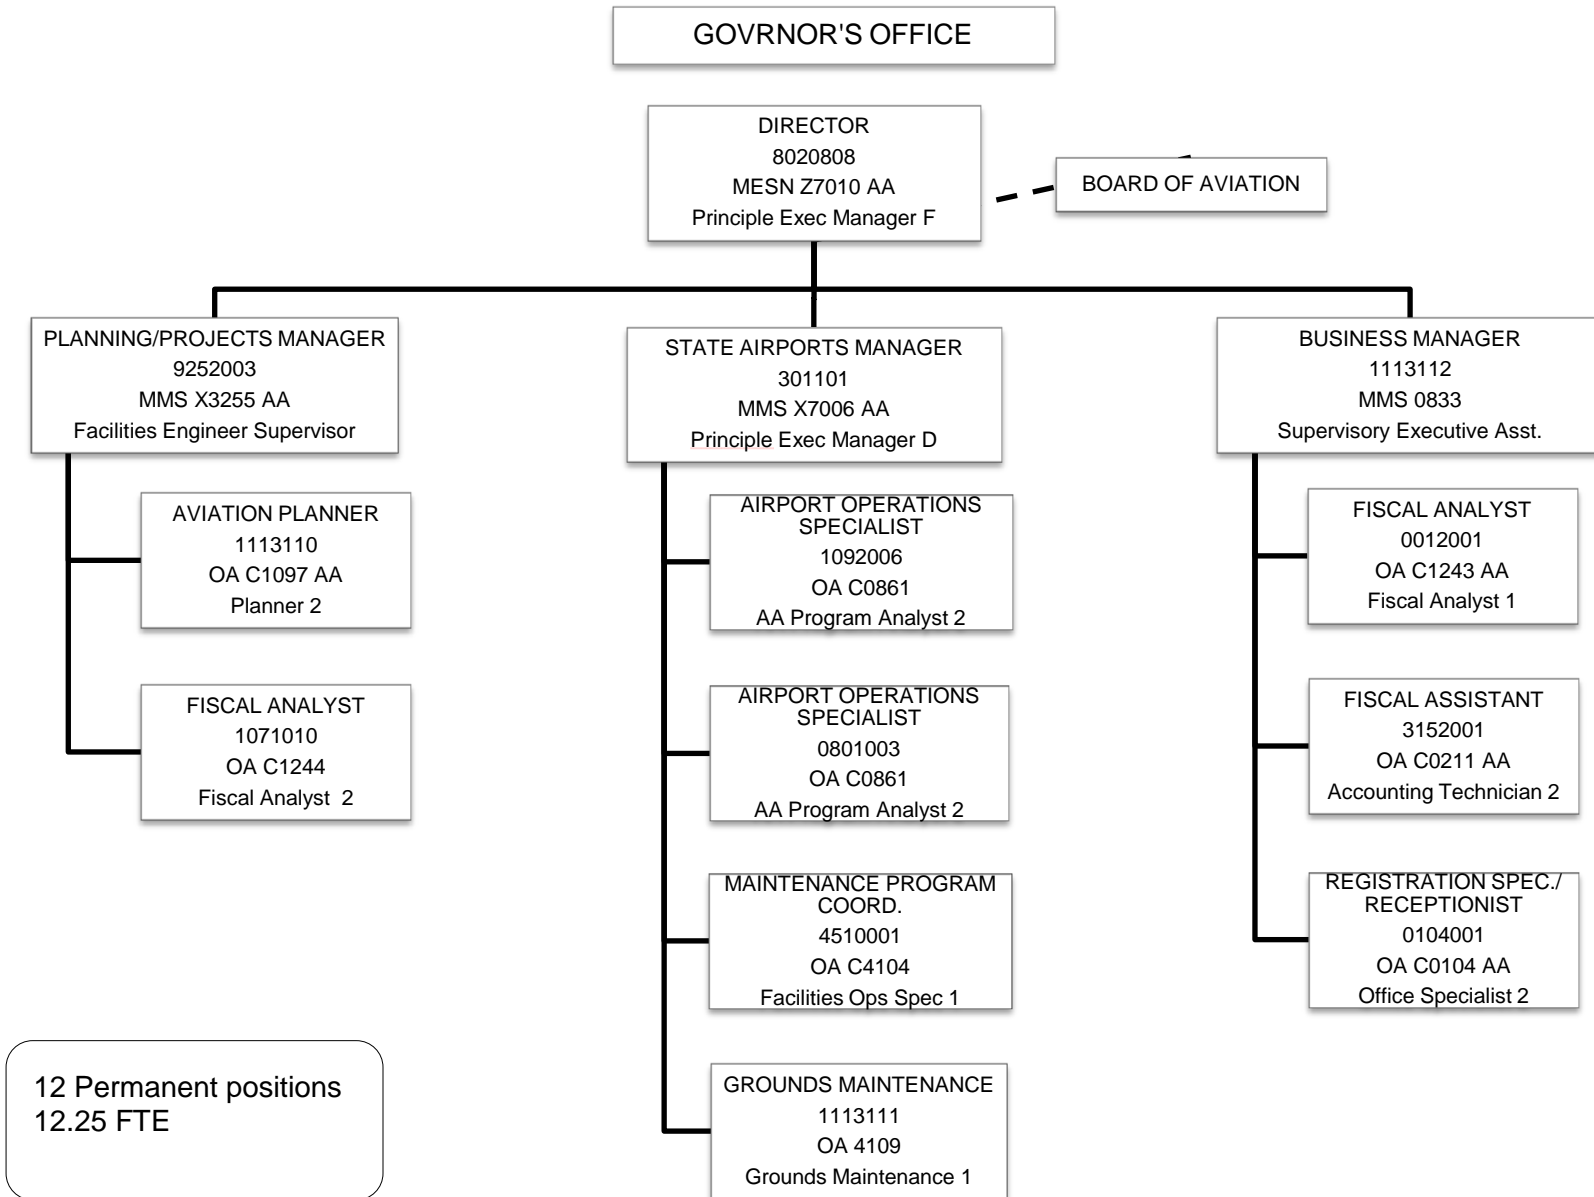 GOVRNOR'S OFFICE
DIRECTOR
8020808
MESN Z7010 AA
Principle Exec Manager F
BOARD OF AVIATION
PLANNING/PROJECTS MANAGER
9252003
MMS X3255 AA
Facilities Engineer Supervisor
AVIATION PLANNER
1113110
OA C1097 AA
Planner 2
FISCAL ANALYST
1071010
OA C1244
Fiscal Analyst 2
STATE AIRPORTS MANAGER
301101
MMS X7006 AA
Principle Exec Manager D
AIRPORT OPERATIONS
SPECIALIST
1092006
OA C0861
AA Program Analyst 2
AIRPORT OPERATIONS
SPECIALIST
0801003
OA C0861
AA Program Analyst 2
MAINTENANCE PROGRAM
COORD.
4510001
OA C4104
Facilities Ops Spec 1
GROUNDS MAINTENANCE
1113111
OA 4109
Grounds Maintenance 1
BUSINESS MANAGER
1113112
MMS 0833
Supervisory Executive Asst.
FISCAL ANALYST
0012001
OA C1243 AA
Fiscal Analyst 1
FISCAL ASSISTANT
3152001
OA C0211 AA
Accounting Technician 2
REGISTRATION SPEC./
RECEPTIONIST
0104001
OA C0104 AA
Office Specialist 2
12 Permanent positions
12.25 FTE